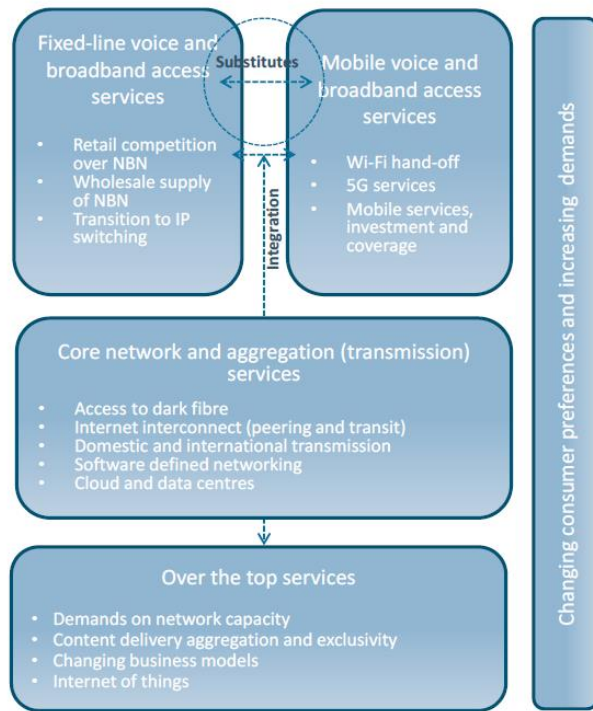 Fixed-line voice and
broadband access
services
• Retail competition
over NBN
• Wholesale supply
of NBN
• Transition to IP
switching
Substitutes
Mobile voice and
broadband access
services
• Wi-Fi hand-off
• 5G services
• Mobile services,
investment and
coverage
Integration
Core network and aggregation (transmission)
services
• Access to dark fibre
• Internet interconnect (peering and transit)
• Domestic and international transmission
• Software defined networking
• Cloud and data centres
Over the top services
• Demands on network capacity
• Content delivery aggregation and exclusivity
• Changing business models
• Internet of things
Changing consumer preferences and increasing demands